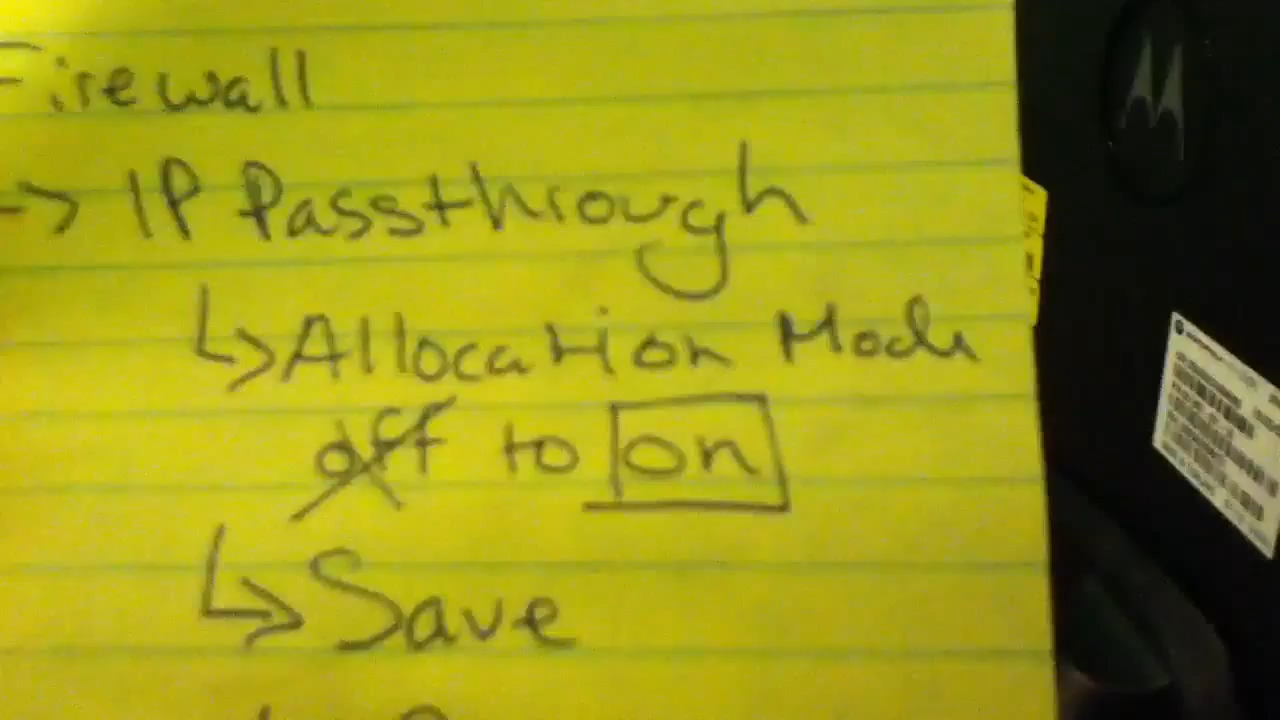 Firewall
-> IP Passthrough
↳ Allocation Mode
off to on
↳ Save